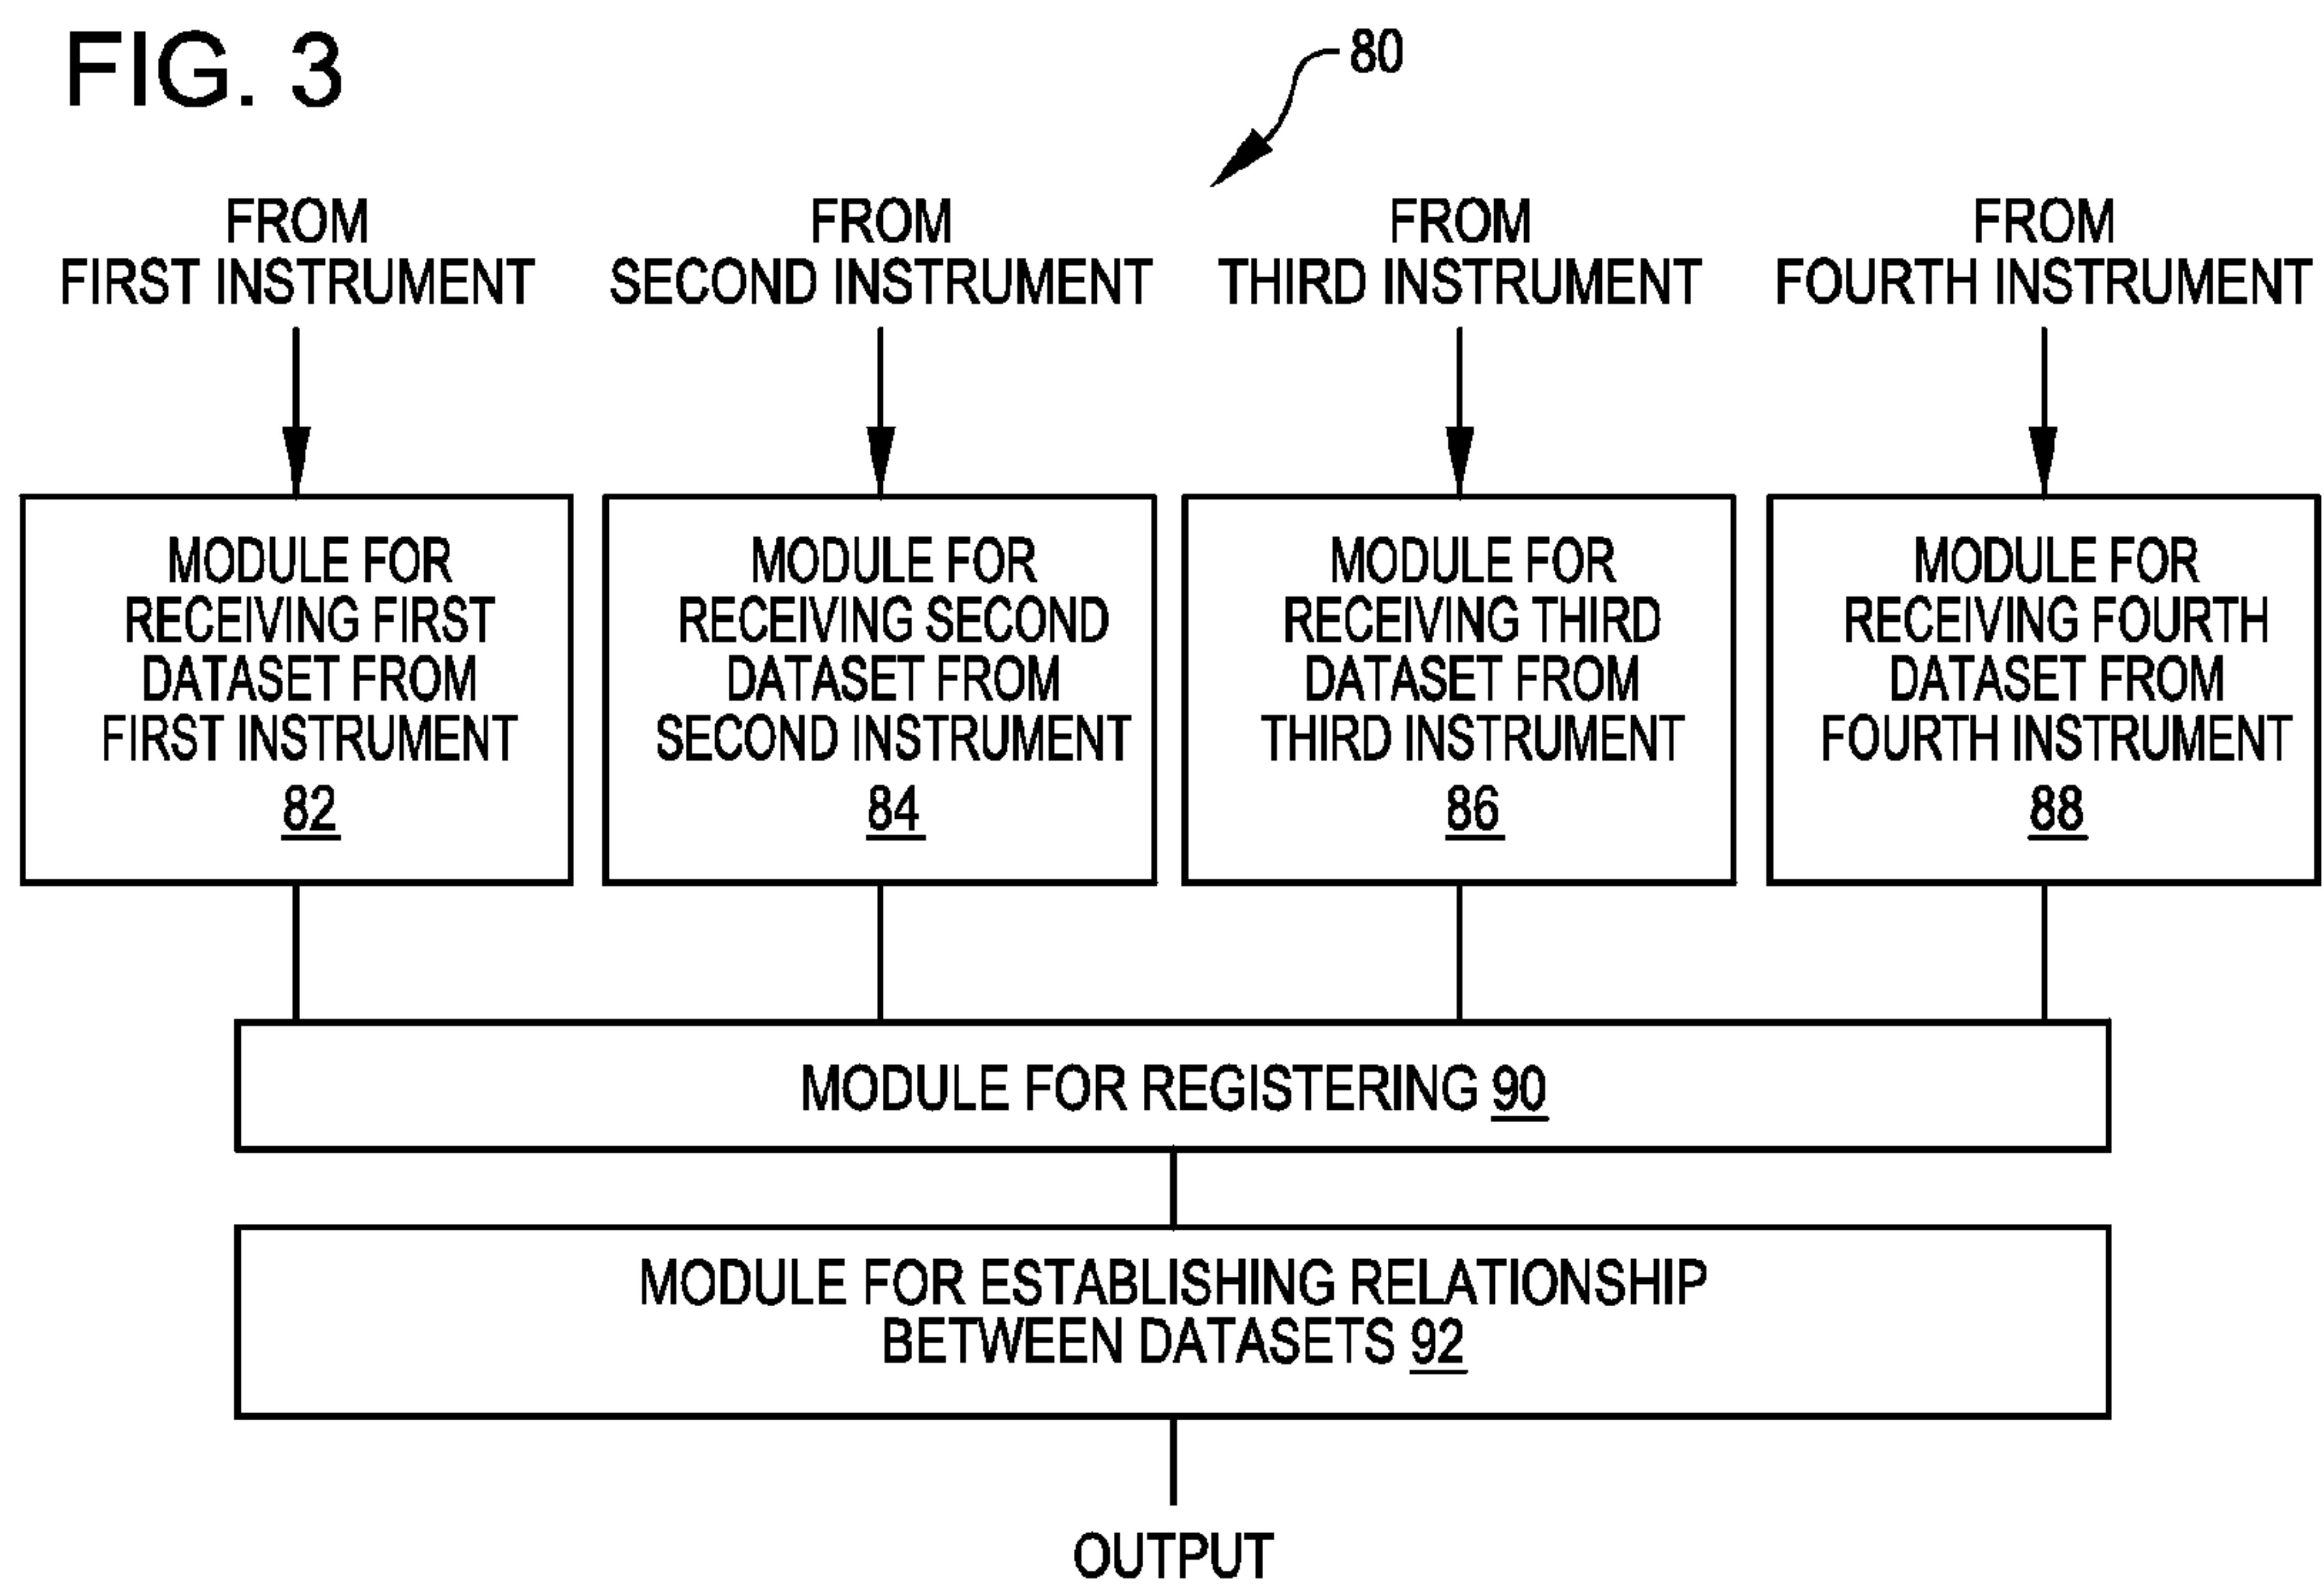 FIG. 3
80
FROM
FIRST INSTRUMENT
FROM
SECOND INSTRUMENT
FROM
THIRD INSTRUMENT
FROM
FOURTH INSTRUMENT
MODULE FOR
RECEIVING FIRST
DATASET FROM
FIRST INSTRUMENT
82
MODULE FOR
RECEIVING SECOND
DATASET FROM
SECOND INSTRUMENT
84
MODULE FOR
RECEIVING THIRD
DATASET FROM
THIRD INSTRUMENT
86
MODULE FOR
RECEIVING FOURTH
DATASET FROM
FOURTH INSTRUMENT
88
MODULE FOR REGISTERING 90
MODULE FOR ESTABLISHING RELATIONSHIP
BETWEEN DATASETS 92
OUTPUT